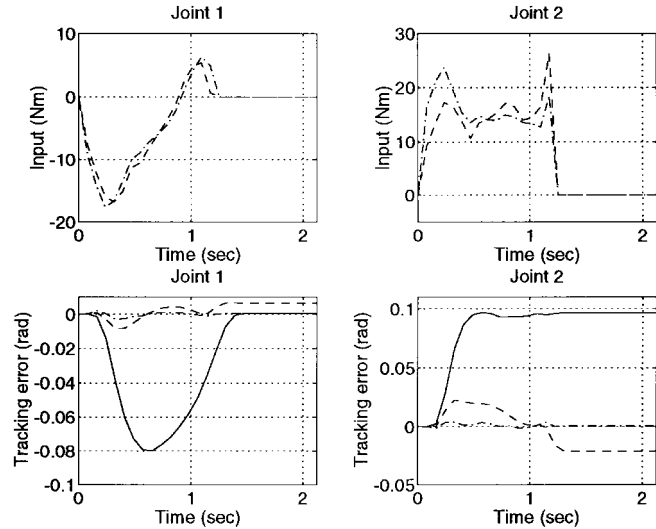 Joint 1
Input (Nm)
10
0
-10
-20
0
1
2
Time (sec)
Joint 2
Input (Nm)
30
20
10
0
-5
0
1
2
Time (sec)
Joint 1
Tracking error (rad)
0
-0.02
-0.04
-0.06
-0.08
-0.1
0
1
2
Time (sec)
Joint 2
Tracking error (rad)
0.1
0.05
0
-0.05
0
1
2
Time (sec)